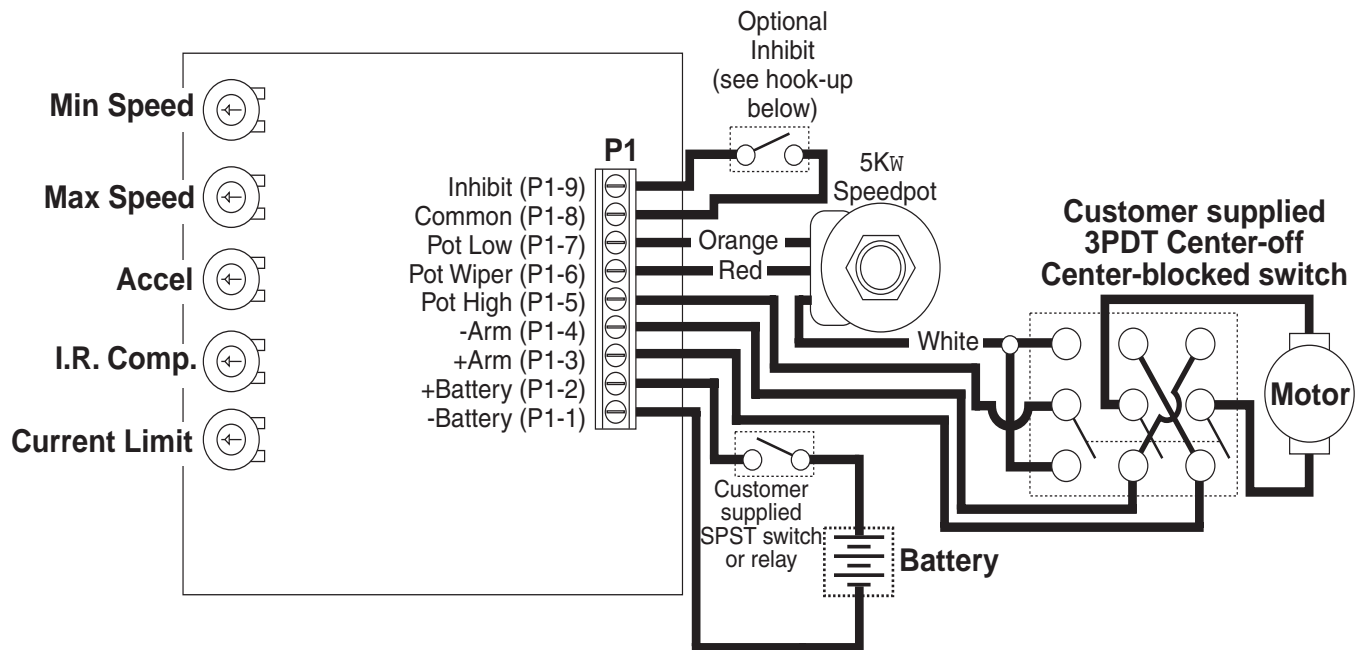 Optional
Inhibit
(see hook-up
below)
Min Speed
Max Speed
Accel
I.R. Comp.
Current Limit
P1
Inhibit (P1-9)
Common (P1-8)
Pot Low (P1-7)
Pot Wiper (P1-6)
Pot High (P1-5)
-Arm (P1-4)
+Arm (P1-3)
+Battery (P1-2)
-Battery (P1-1)
5KW
Speedpot
Orange
Red
White
Customer supplied
3PDT Center-off
Center-blocked switch
Motor
Customer
supplied
SPST switch
or relay
Battery